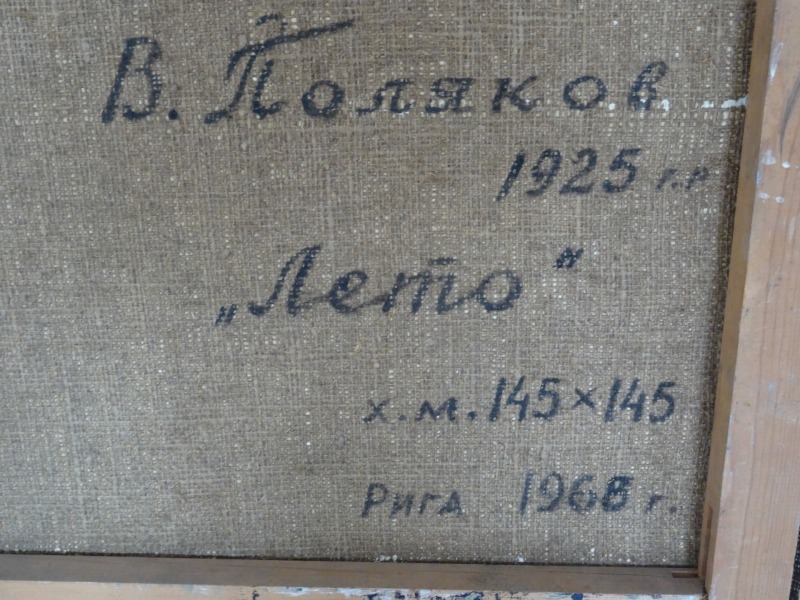 В. Поляков
1925 г.р
„Лето"
х.м. 145×145
Рига 1968 г.